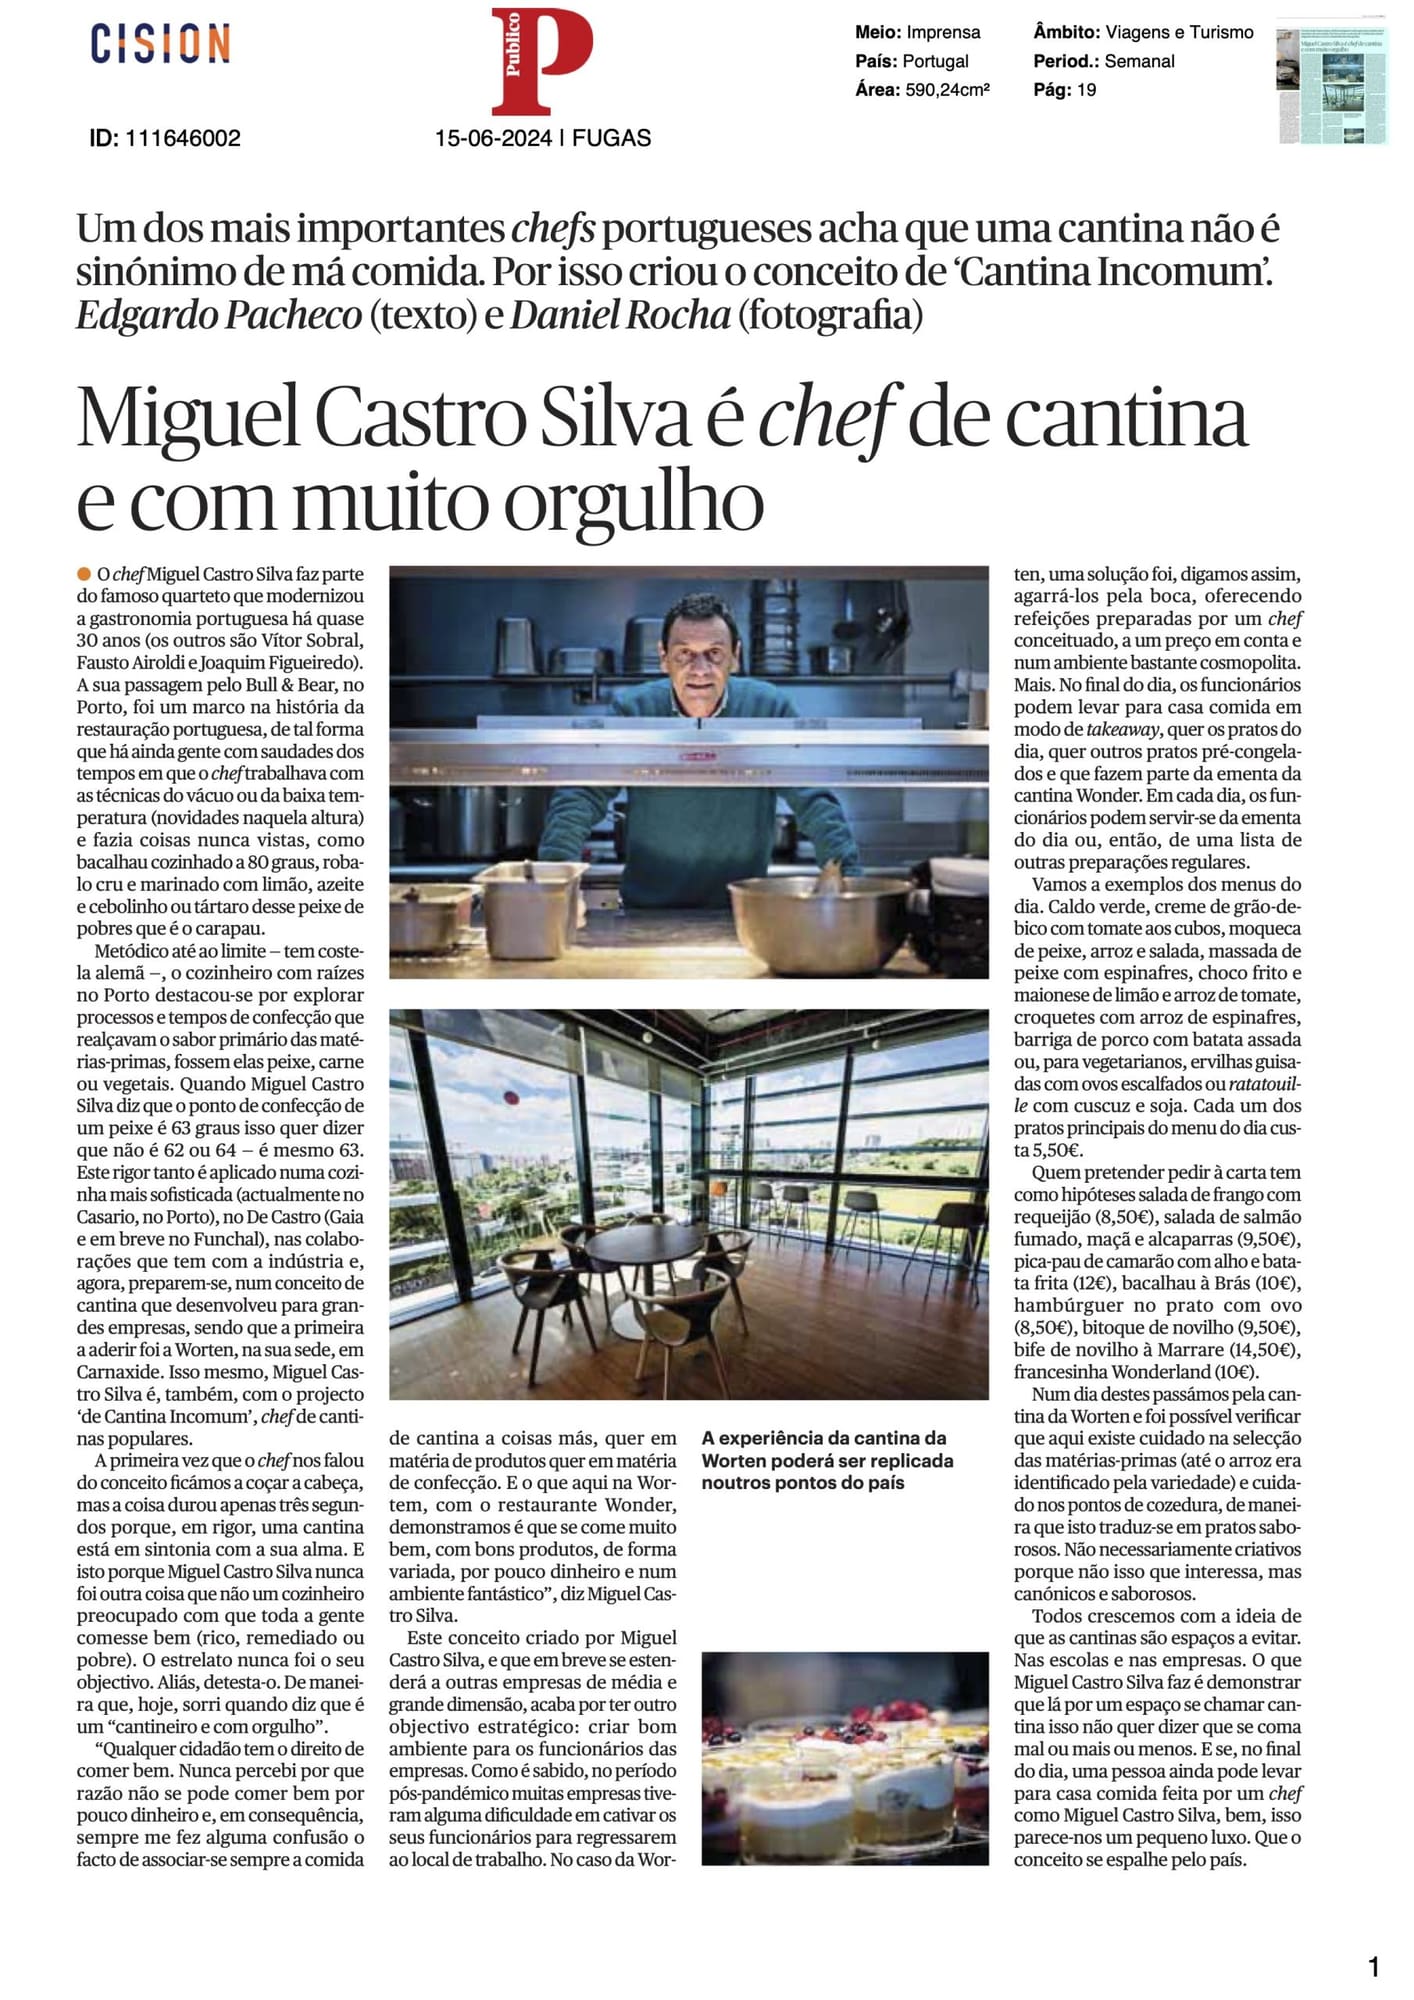 CISION
Publico
P
Meio: Imprensa
País: Portugal
Área: 590,24cm²
Âmbito: Viagens e Turismo
Period.: Semanal
Pág: 19
ID: 111646002
15-06-2024 | FUGAS
Um dos mais importantes chefs portugueses acha que uma cantina não é
sinónimo de má comida. Por isso criou o conceito de ‘Cantina Incomum’.
Edgardo Pacheco (texto) e Daniel Rocha (fotografia)
Miguel Castro Silva é chef de cantina
e com muito orgulho
● O chef Miguel Castro Silva faz parte
do famoso quarteto que modernizou
a gastronomia portuguesa há quase
30 anos (os outros são Vítor Sobral,
Fausto Airoldi e Joaquim Figueiredo).
A sua passagem pelo Bull & Bear, no
Porto, foi um marco na história da
restauração portuguesa, de tal forma
que há ainda gente com saudades dos
tempos em que o chef trabalhava com
as técnicas do vácuo ou da baixa tem-
peratura (novidades naquela altura)
e fazia coisas nunca vistas, como
bacalhau cozinhado a 80 graus, roba-
lo cru e marinado com limão, azeite
e cebolinho ou tártaro desse peixe de
pobres que é o carapau.
Metódico até ao limite – tem coste-
la alemã –, o cozinheiro com raízes
no Porto destacou-se por explorar
processos e tempos de confecção que
realçavam o sabor primário das maté-
rias-primas, fossem elas peixe, carne
ou vegetais. Quando Miguel Castro
Silva diz que o ponto de confecção de
um peixe é 63 graus isso quer dizer
que não é 62 ou 64 – é mesmo 63.
Este rigor tanto é aplicado numa cozi-
nha mais sofisticada (actualmente no
Casario, no Porto), no De Castro (Gaia
e em breve no Funchal), nas colabo-
rações que tem com a indústria e,
agora, preparem-se, num conceito de
cantina que desenvolveu para gran-
des empresas, sendo que a primeira
a aderir foi a Worten, na sua sede, em
Carnaxide. Isso mesmo, Miguel Cas-
tro Silva é, também, com o projecto
‘de Cantina Incomum’, chef de canti-
nas populares.
A primeira vez que o chef nos falou
do conceito ficámos a coçar a cabeça,
mas a coisa durou apenas três segun-
dos porque, em rigor, uma cantina
está em sintonia com a sua alma. E
isto porque Miguel Castro Silva nunca
foi outra coisa que não um cozinheiro
preocupado com que toda a gente
comesse bem (rico, remediado ou
pobre). O estrelato nunca foi o seu
objectivo. Aliás, detesta-o. De manei-
ra que, hoje, sorri quando diz que é
um “cantineiro e com orgulho”.
“Qualquer cidadão tem o direito de
comer bem. Nunca percebi por que
razão não se pode comer bem por
pouco dinheiro e, em consequência,
sempre me fez alguma confusão o
facto de associar-se sempre a comida
de cantina a coisas más, quer em
matéria de produtos quer em matéria
de confecção. E o que aqui na Wor-
tem, com o restaurante Wonder,
demonstramos é que se come muito
bem, com bons produtos, de forma
variada, por pouco dinheiro e num
ambiente fantástico”, diz Miguel Cas-
tro Silva.
Este conceito criado por Miguel
Castro Silva, e que em breve se esten-
derá a outras empresas de média e
grande dimensão, acaba por ter outro
objectivo estratégico: criar bom
ambiente para os funcionários das
empresas. Como é sabido, no período
pós-pandémico muitas empresas tive-
ram alguma dificuldade em cativar os
seus funcionários para regressarem
ao local de trabalho. No caso da Wor-
A experiência da cantina da
Worten poderá ser replicada
noutros pontos do país
ten, uma solução foi, digamos assim,
agarrá-los pela boca, oferecendo
refeições preparadas por um chef
conceituado, a um preço em conta e
num ambiente bastante cosmopolita.
Mais. No final do dia, os funcionários
podem levar para casa comida em
modo de takeaway, quer os pratos do
dia, quer outros pratos pré-congela-
dos e que fazem parte da ementa da
cantina Wonder. Em cada dia, os fun-
cionários podem servir-se da ementa
do dia ou, então, de uma lista de
outras preparações regulares.
Vamos a exemplos dos menus do
dia. Caldo verde, creme de grão-de-
bico com tomate aos cubos, moqueca
de peixe, arroz e salada, massada de
peixe com espinafres, choco frito e
maionese de limão e arroz de tomate,
croquetes com arroz de espinafres,
barriga de porco com batata assada
ou, para vegetarianos, ervilhas guisa-
das com ovos escalfados ou ratatouil-
le com cuscuz e soja. Cada um dos
pratos principais do menu do dia cus-
ta 5,50€.
Quem pretender pedir à carta tem
como hipóteses salada de frango com
requeijão (8,50€), salada de salmão
fumado, maçã e alcaparras (9,50€),
pica-pau de camarão com alho e bata-
ta frita (12€), bacalhau à Brás (10€),
hambúrguer no prato com ovo
(8,50€), bitoque de novilho (9,50€),
bife de novilho à Marrare (14,50€),
francesinha Wonderland (10€).
Num dia destes passámos pela can-
tina da Worten e foi possível verificar
que aqui existe cuidado na selecção
das matérias-primas (até o arroz era
identificado pela variedade) e cuida-
do nos pontos de cozedura, de manei-
ra que isto traduz-se em pratos sabo-
rosos. Não necessariamente criativos
porque não isso que interessa, mas
canónicos e saborosos.
Todos crescemos com a ideia de
que as cantinas são espaços a evitar.
Nas escolas e nas empresas. O que
Miguel Castro Silva faz é demonstrar
que lá por um espaço se chamar can-
tina isso não quer dizer que se coma
mal ou mais ou menos. E se, no final
do dia, uma pessoa ainda pode levar
para casa comida feita por um chef
como Miguel Castro Silva, bem, isso
parece-nos um pequeno luxo. Que o
conceito se espalhe pelo país.
1